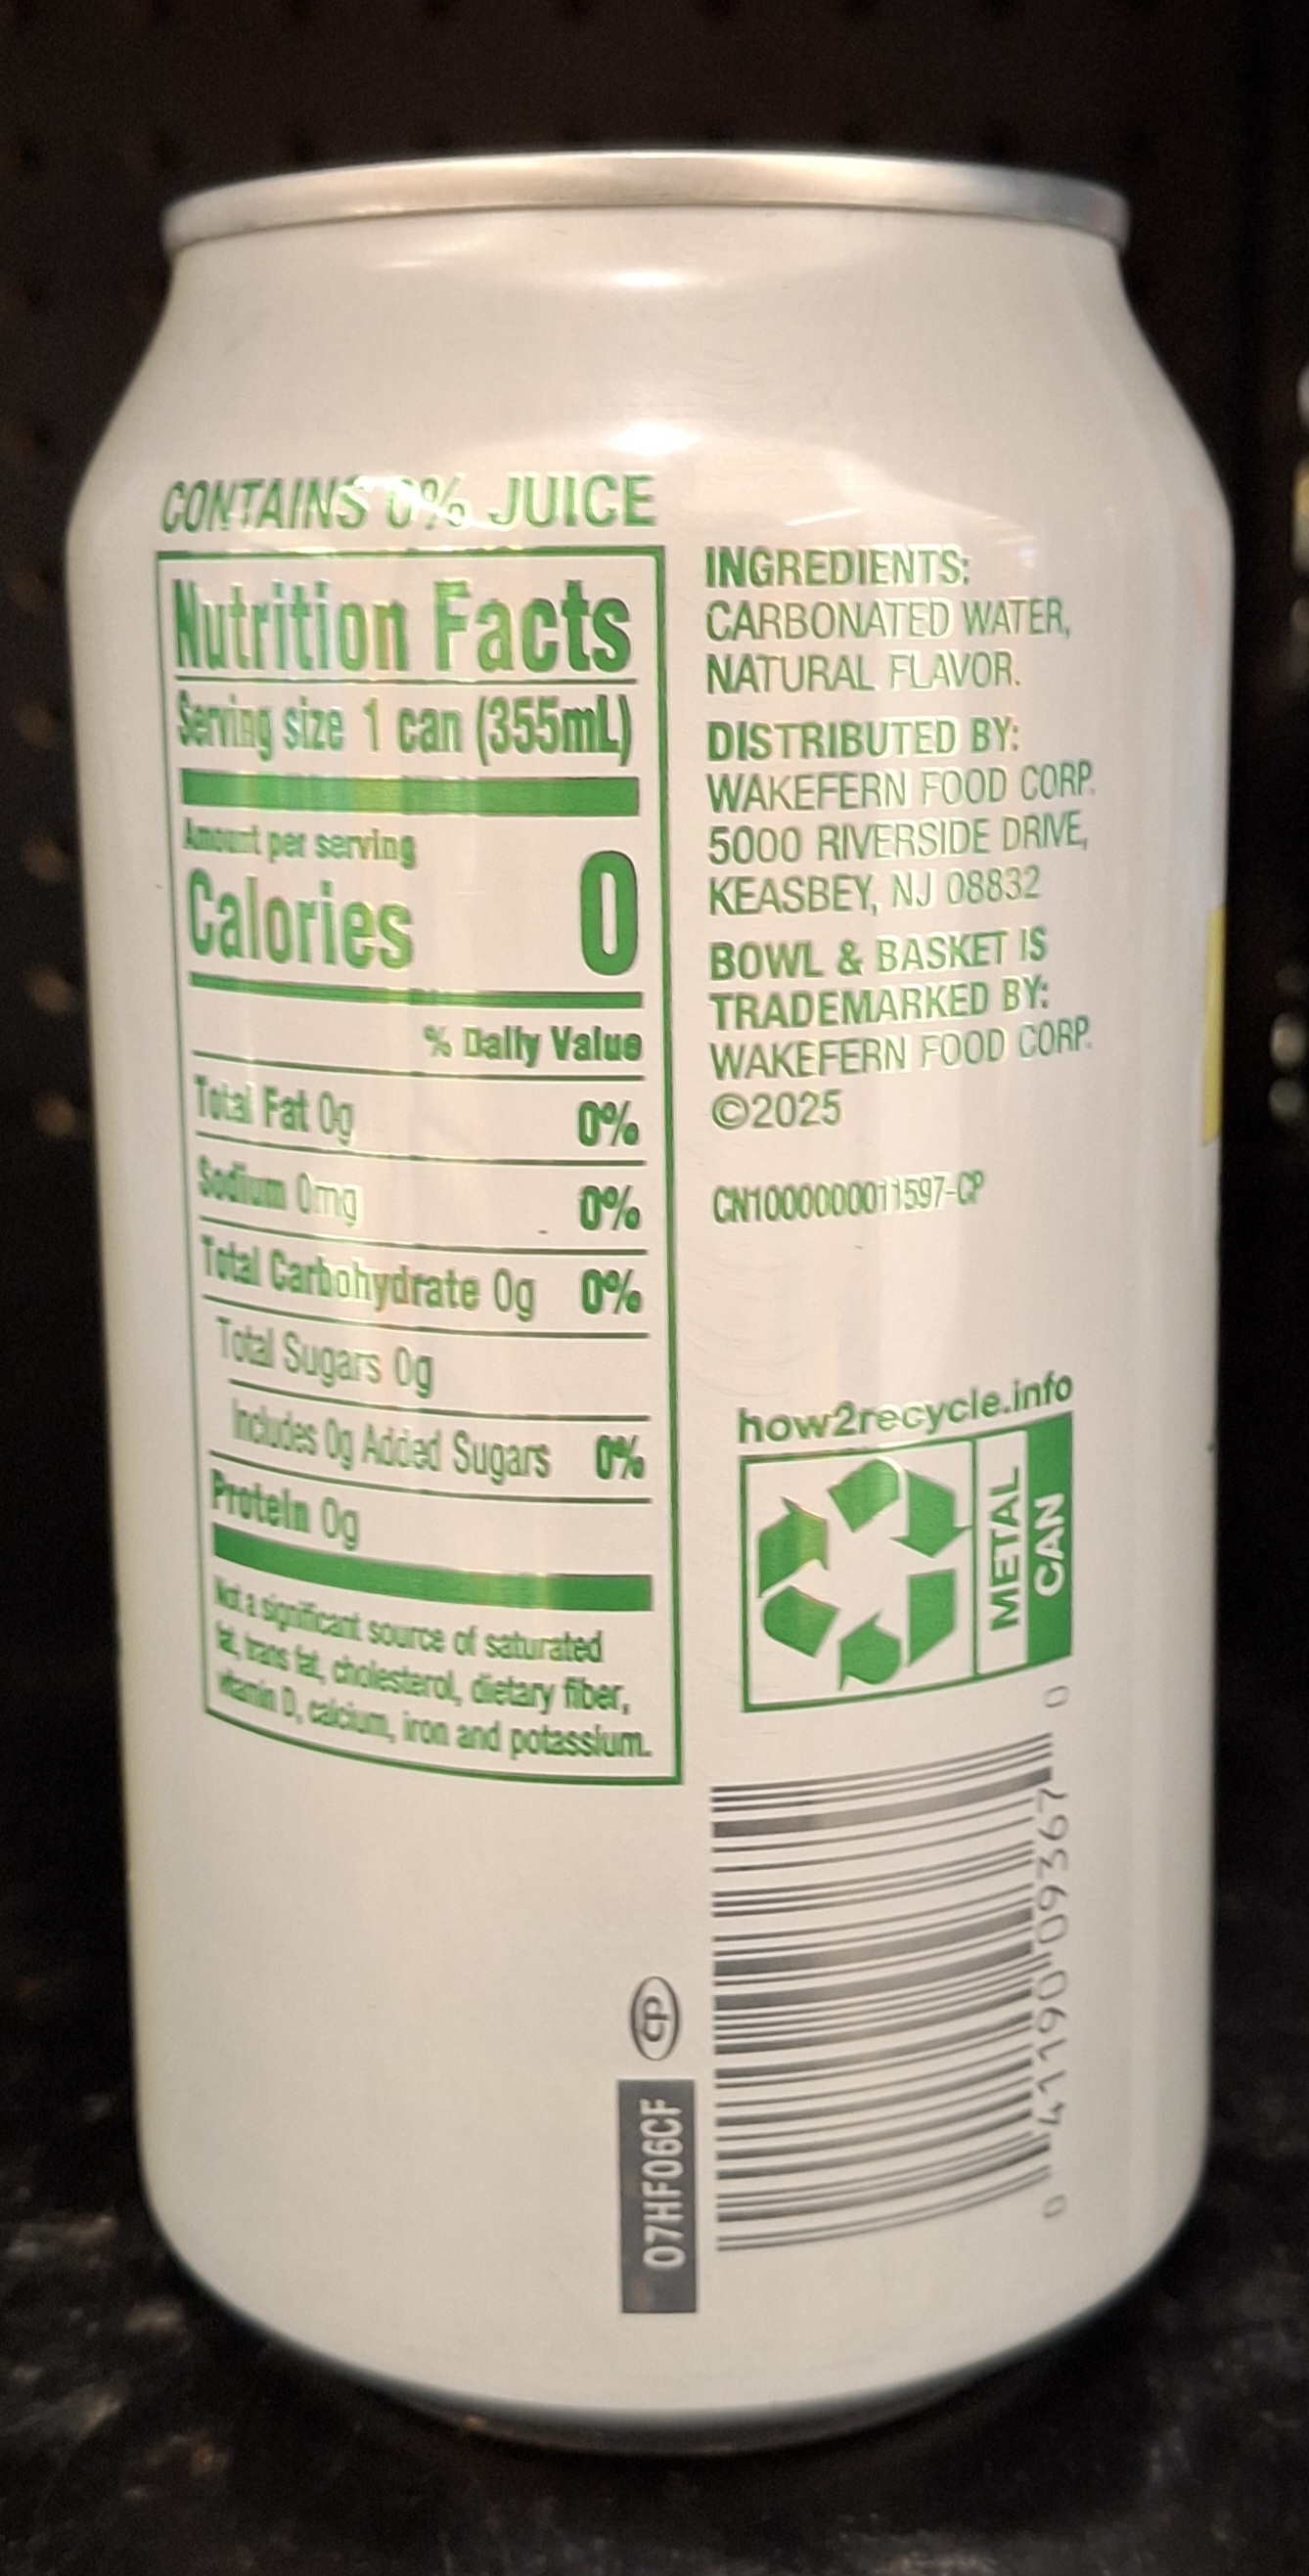 CONTAINS 0% JUICE
Nutrition Facts
Serving size 1 can (355mL)
Amount per serving
Calories 0
% Daily Value
Total Fat 0g 0%
Sodium 0mg 0%
Total Carbohydrate 0g 0%
Total Sugars 0g
Includes 0g Added Sugars 0%
Protein 0g
Not a significant source of saturated
fat, trans fat, cholesterol, dietary fiber,
vitamin D, calcium, iron and potassium.
INGREDIENTS:
CARBONATED WATER,
NATURAL FLAVOR.
DISTRIBUTED BY:
WAKEFERN FOOD CORP.
5000 RIVERSIDE DRIVE,
KEASBEY, NJ 08832
BOWL & BASKET IS
TRADEMARKED BY:
WAKEFERN FOOD CORP.
©2025
CN1000000011597-CP
how2recycle.info
METAL
CAN
0 41190 09367 0
CP
07HF06CF